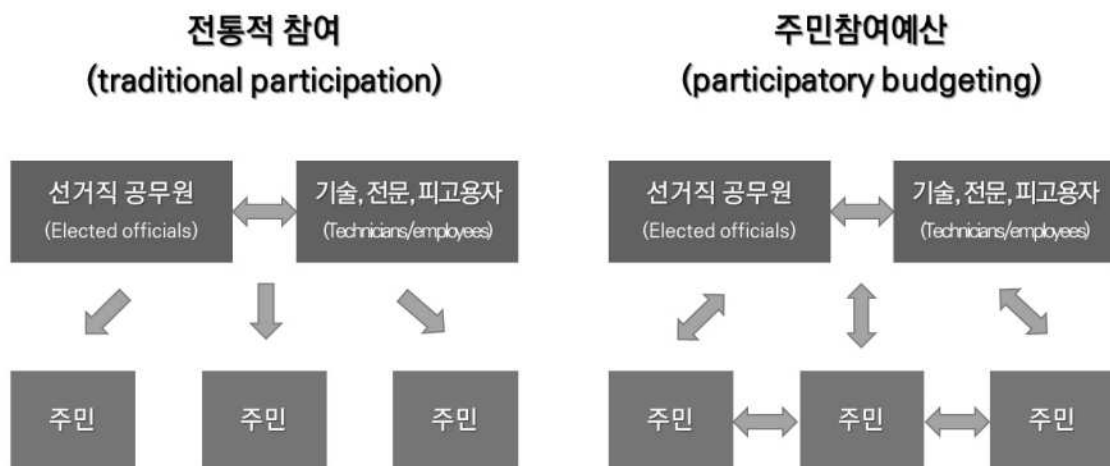 전통적 참여
(traditional participation)
주민참여예산
(participatory budgeting)
선거직 공무원
(Elected officials)
기술, 전문, 피고용자
(Technicians/employees)
선거직 공무원
(Elected officials)
기술, 전문, 피고용자
(Technicians/employees)
주민
주민
주민
주민
주민
주민